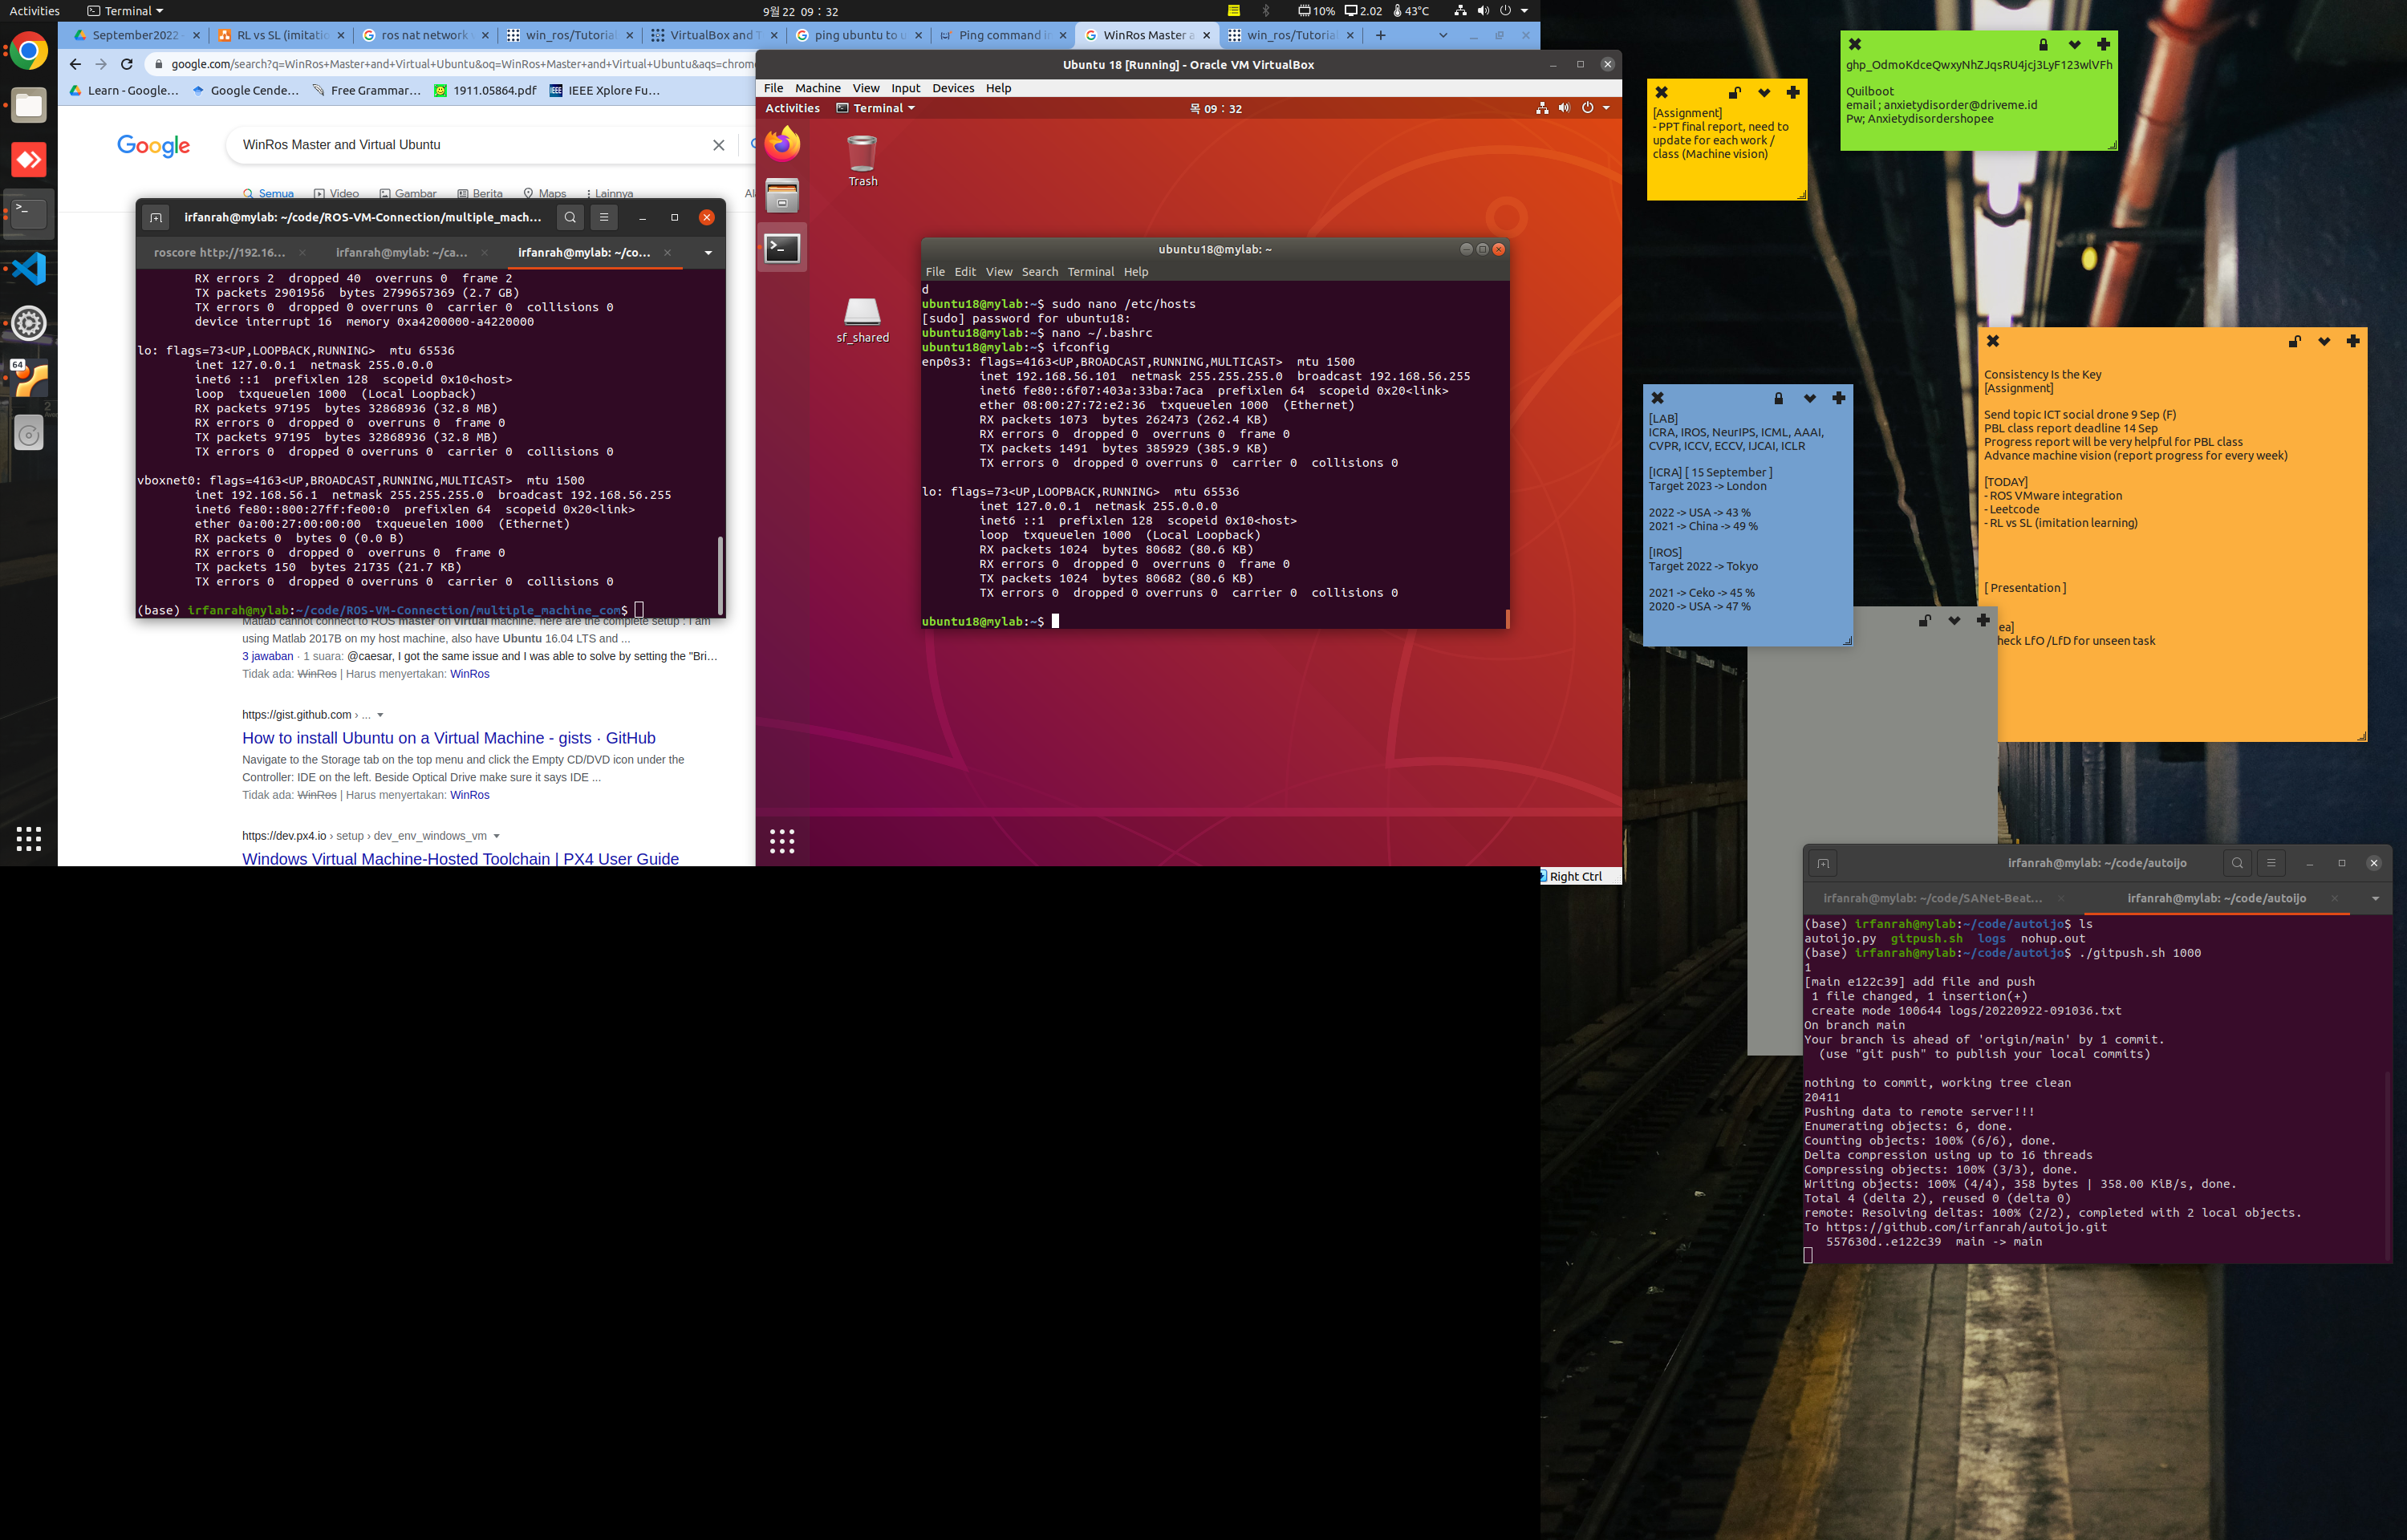 Activities
Terminal
9월 22 09 : 32
10%
2.02
43°C
September2022
RL vs SL (imitatio
ros nat network
win_ros/Tutorial
VirtualBox and T
ping ubuntu to u
Ping command in
WinRos Master a
win_ros/Tutorial
google.com/search?q=WinRos+Master+and+Virtual+Ubuntu&oq=WinRos+Master+and+Virtual+Ubuntu&aqs=chrome
Learn - Google…
Google Cende…
Free Grammar…
1911.05864.pdf
IEEE Xplore Fu…
Google
WinRos Master and Virtual Ubuntu
Semua Video Gambar Berita Maps Lainnya
irfanrah@mylab: ~/code/ROS-VM-Connection/multiple_mach...
roscore http://192.16...
irfanrah@mylab: ~/ca...
irfanrah@mylab: ~/co...
RX errors 2 dropped 40 overruns 0 frame 2
TX packets 2901956 bytes 2799657369 (2.7 GB)
TX errors 0 dropped 0 overruns 0 carrier 0 collisions 0
device interrupt 16 memory 0xa4200000-a4220000
lo: flags=73<UP,LOOPBACK,RUNNING> mtu 65536
inet 127.0.0.1 netmask 255.0.0.0
inet6 ::1 prefixlen 128 scopeid 0x10<host>
loop txqueuelen 1000 (Local Loopback)
RX packets 97195 bytes 32868936 (32.8 MB)
RX errors 0 dropped 0 overruns 0 frame 0
TX packets 97195 bytes 32868936 (32.8 MB)
TX errors 0 dropped 0 overruns 0 carrier 0 collisions 0
vboxnet0: flags=4163<UP,BROADCAST,RUNNING,MULTICAST> mtu 1500
inet 192.168.56.1 netmask 255.255.255.0 broadcast 192.168.56.255
inet6 fe80::800:27ff:fe00:0 prefixlen 64 scopeid 0x20<link>
ether 0a:00:27:00:00:00 txqueuelen 1000 (Ethernet)
RX packets 0 bytes 0 (0.0 B)
RX errors 0 dropped 0 overruns 0 frame 0
TX packets 150 bytes 21735 (21.7 KB)
TX errors 0 dropped 0 overruns 0 carrier 0 collisions 0
(base) irfanrah@mylab:~/code/ROS-VM-Connection/multiple_machine_com$
Matlab cannot connect to ROS master on virtual machine. here are the complete setup : I am
using Matlab 2017B on my host machine, also have Ubuntu 16.04 LTS and ...
3 jawaban · 1 suara: @caesar, I got the same issue and I was able to solve by setting the "Bri…
Tidak ada: WinRos | Harus menyertakan: WinRos
https://gist.github.com › ...
How to install Ubuntu on a Virtual Machine - gists · GitHub
Navigate to the Storage tab on the top menu and click the Empty CD/DVD icon under the
Controller: IDE on the left. Beside Optical Drive make sure it says IDE ...
Tidak ada: WinRos | Harus menyertakan: WinRos
https://dev.px4.io › setup › dev_env_windows_vm
Windows Virtual Machine-Hosted Toolchain | PX4 User Guide
Ubuntu 18 [Running] - Oracle VM VirtualBox
File Machine View Input Devices Help
Activities
Terminal
목 09 : 32
Trash
sf_shared
ubuntu18@mylab: ~
File Edit View Search Terminal Help
d
ubuntu18@mylab:~$ sudo nano /etc/hosts
[sudo] password for ubuntu18:
ubuntu18@mylab:~$ nano ~/.bashrc
ubuntu18@mylab:~$ ifconfig
enp0s3: flags=4163<UP,BROADCAST,RUNNING,MULTICAST> mtu 1500
inet 192.168.56.101 netmask 255.255.255.0 broadcast 192.168.56.255
inet6 fe80::6f07:403a:33ba:7aca prefixlen 64 scopeid 0x20<link>
ether 08:00:27:72:e2:36 txqueuelen 1000 (Ethernet)
RX packets 1073 bytes 262473 (262.4 KB)
RX errors 0 dropped 0 overruns 0 frame 0
TX packets 1491 bytes 385929 (385.9 KB)
TX errors 0 dropped 0 overruns 0 carrier 0 collisions 0
lo: flags=73<UP,LOOPBACK,RUNNING> mtu 65536
inet 127.0.0.1 netmask 255.0.0.0
inet6 ::1 prefixlen 128 scopeid 0x10<host>
loop txqueuelen 1000 (Local Loopback)
RX packets 1024 bytes 80682 (80.6 KB)
RX errors 0 dropped 0 overruns 0 frame 0
TX packets 1024 bytes 80682 (80.6 KB)
TX errors 0 dropped 0 overruns 0 carrier 0 collisions 0
ubuntu18@mylab:~$
Right Ctrl
[Assignment]
- PPT final report, need to
update for each work /
class (Machine vision)
[redacted access token]
Quilboot
email ; anxietydisorder@driveme.id
Pw; [redacted]
[LAB]
ICRA, IROS, NeurIPS, ICML, AAAI,
CVPR, ICCV, ECCV, IJCAI, ICLR
[ICRA] [ 15 September ]
Target 2023 -> London
2022 -> USA -> 43 %
2021 -> China -> 49 %
[IROS]
Target 2022 -> Tokyo
2021 -> Ceko -> 45 %
2020 -> USA -> 47 %
Consistency Is the Key
[Assignment]
Send topic ICT social drone 9 Sep (F)
PBL class report deadline 14 Sep
Progress report will be very helpful for PBL class
Advance machine vision (report progress for every week)
[TODAY]
- ROS VMware integration
- Leetcode
- RL vs SL (imitation learning)
[ Presentation ]
ea]
heck LfO /LfD for unseen task
irfanrah@mylab: ~/code/autoijo
irfanrah@mylab: ~/code/SANet-Beat...
irfanrah@mylab: ~/code/autoijo
(base) irfanrah@mylab:~/code/autoijo$ ls
autoijo.py gitpush.sh logs nohup.out
(base) irfanrah@mylab:~/code/autoijo$ ./gitpush.sh 1000
1
[main e122c39] add file and push
1 file changed, 1 insertion(+)
create mode 100644 logs/20220922-091036.txt
On branch main
Your branch is ahead of 'origin/main' by 1 commit.
(use "git push" to publish your local commits)
nothing to commit, working tree clean
20411
Pushing data to remote server!!!
Enumerating objects: 6, done.
Counting objects: 100% (6/6), done.
Delta compression using up to 16 threads
Compressing objects: 100% (3/3), done.
Writing objects: 100% (4/4), 358 bytes | 358.00 KiB/s, done.
Total 4 (delta 2), reused 0 (delta 0)
remote: Resolving deltas: 100% (2/2), completed with 2 local objects.
To https://github.com/irfanrah/autoijo.git
557630d..e122c39 main -> main